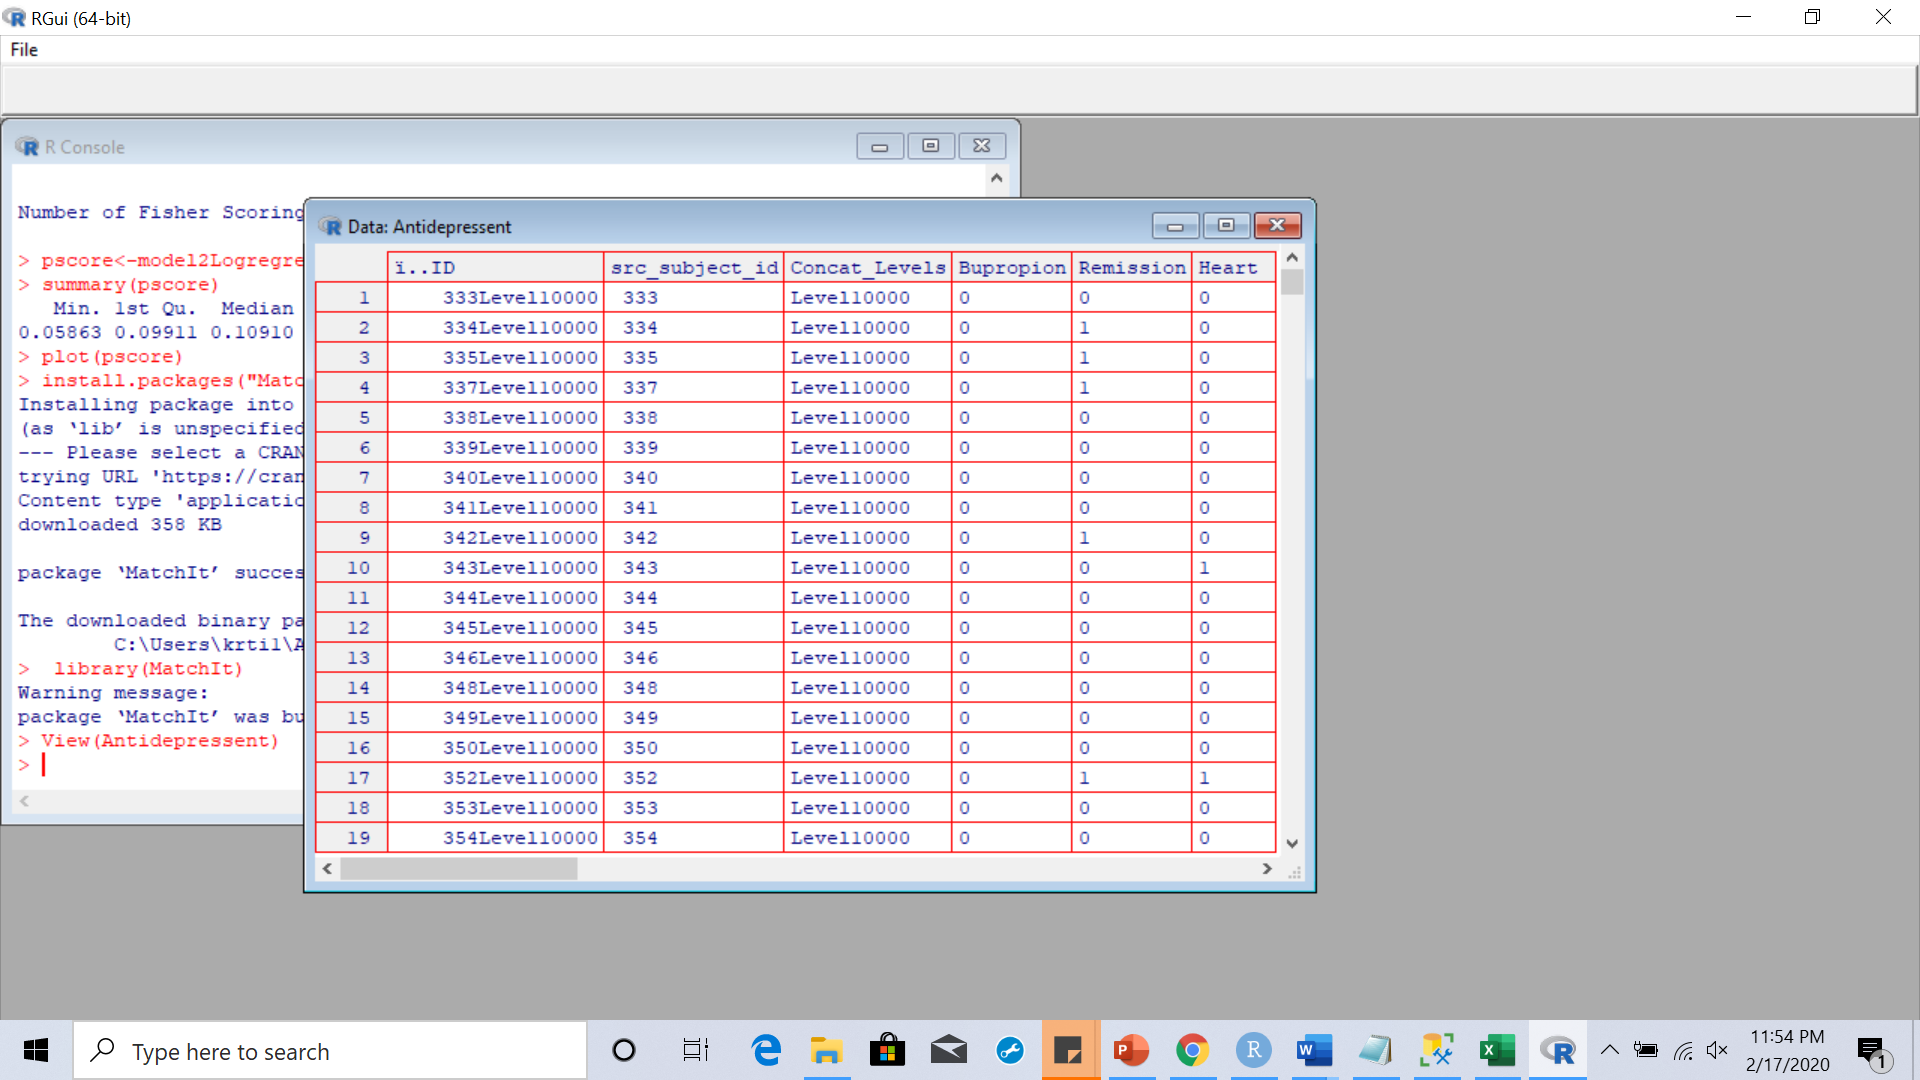 RGui (64-bit)
File
R Console
Number of Fisher Scoring
> pscore<-model2Logregre
> summary(pscore)
Min. 1st Qu. Median
0.05863 0.09911 0.10910
> plot(pscore)
> install.packages("Matc
Installing package into
(as ‘lib’ is unspecified
--- Please select a CRAN
trying URL 'https://cran
Content type 'applicatio
downloaded 358 KB
package ‘MatchIt’ succes
The downloaded binary pa
C:\Users\krtil\A
> library(MatchIt)
Warning message:
package ‘MatchIt’ was bu
> View(Antidepressent)
>
Data: Antidepressent
ï..ID src_subject_id Concat_Levels Bupropion Remission Heart
1 333Level10000 333 Level10000 0 0 0
2 334Level10000 334 Level10000 0 1 0
3 335Level10000 335 Level10000 0 1 0
4 337Level10000 337 Level10000 0 1 0
5 338Level10000 338 Level10000 0 0 0
6 339Level10000 339 Level10000 0 0 0
7 340Level10000 340 Level10000 0 0 0
8 341Level10000 341 Level10000 0 0 0
9 342Level10000 342 Level10000 0 1 0
10 343Level10000 343 Level10000 0 0 1
11 344Level10000 344 Level10000 0 0 0
12 345Level10000 345 Level10000 0 0 0
13 346Level10000 346 Level10000 0 0 0
14 348Level10000 348 Level10000 0 0 0
15 349Level10000 349 Level10000 0 0 0
16 350Level10000 350 Level10000 0 0 0
17 352Level10000 352 Level10000 0 1 1
18 353Level10000 353 Level10000 0 0 0
19 354Level10000 354 Level10000 0 0 0
Type here to search
11:54 PM
2/17/2020
1